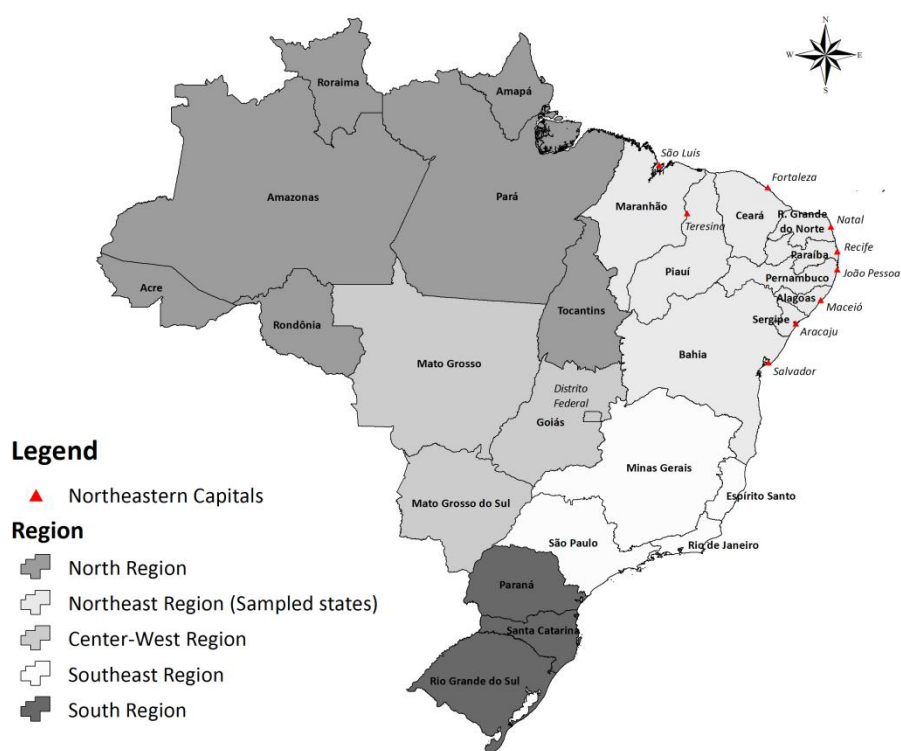 N
W E
S
Roraima
Amapá
São Luís
Fortaleza
Amazonas
Pará
Maranhão
Ceará
R. Grande
do Norte
Natal
Teresina
Recife
Paraíba
Piauí
Pernambuco
João Pessoa
Acre
Alagoas
Maceió
Rondônia
Tocantins
Sergipe
Aracaju
Mato Grosso
Bahia
Salvador
Distrito
Federal
Goiás
Minas Gerais
Mato Grosso do Sul
Espírito Santo
São Paulo
Rio de Janeiro
Paraná
Santa Catarina
Rio Grande do Sul
Legend
Northeastern Capitals
Region
North Region
Northeast Region (Sampled states)
Center-West Region
Southeast Region
South Region